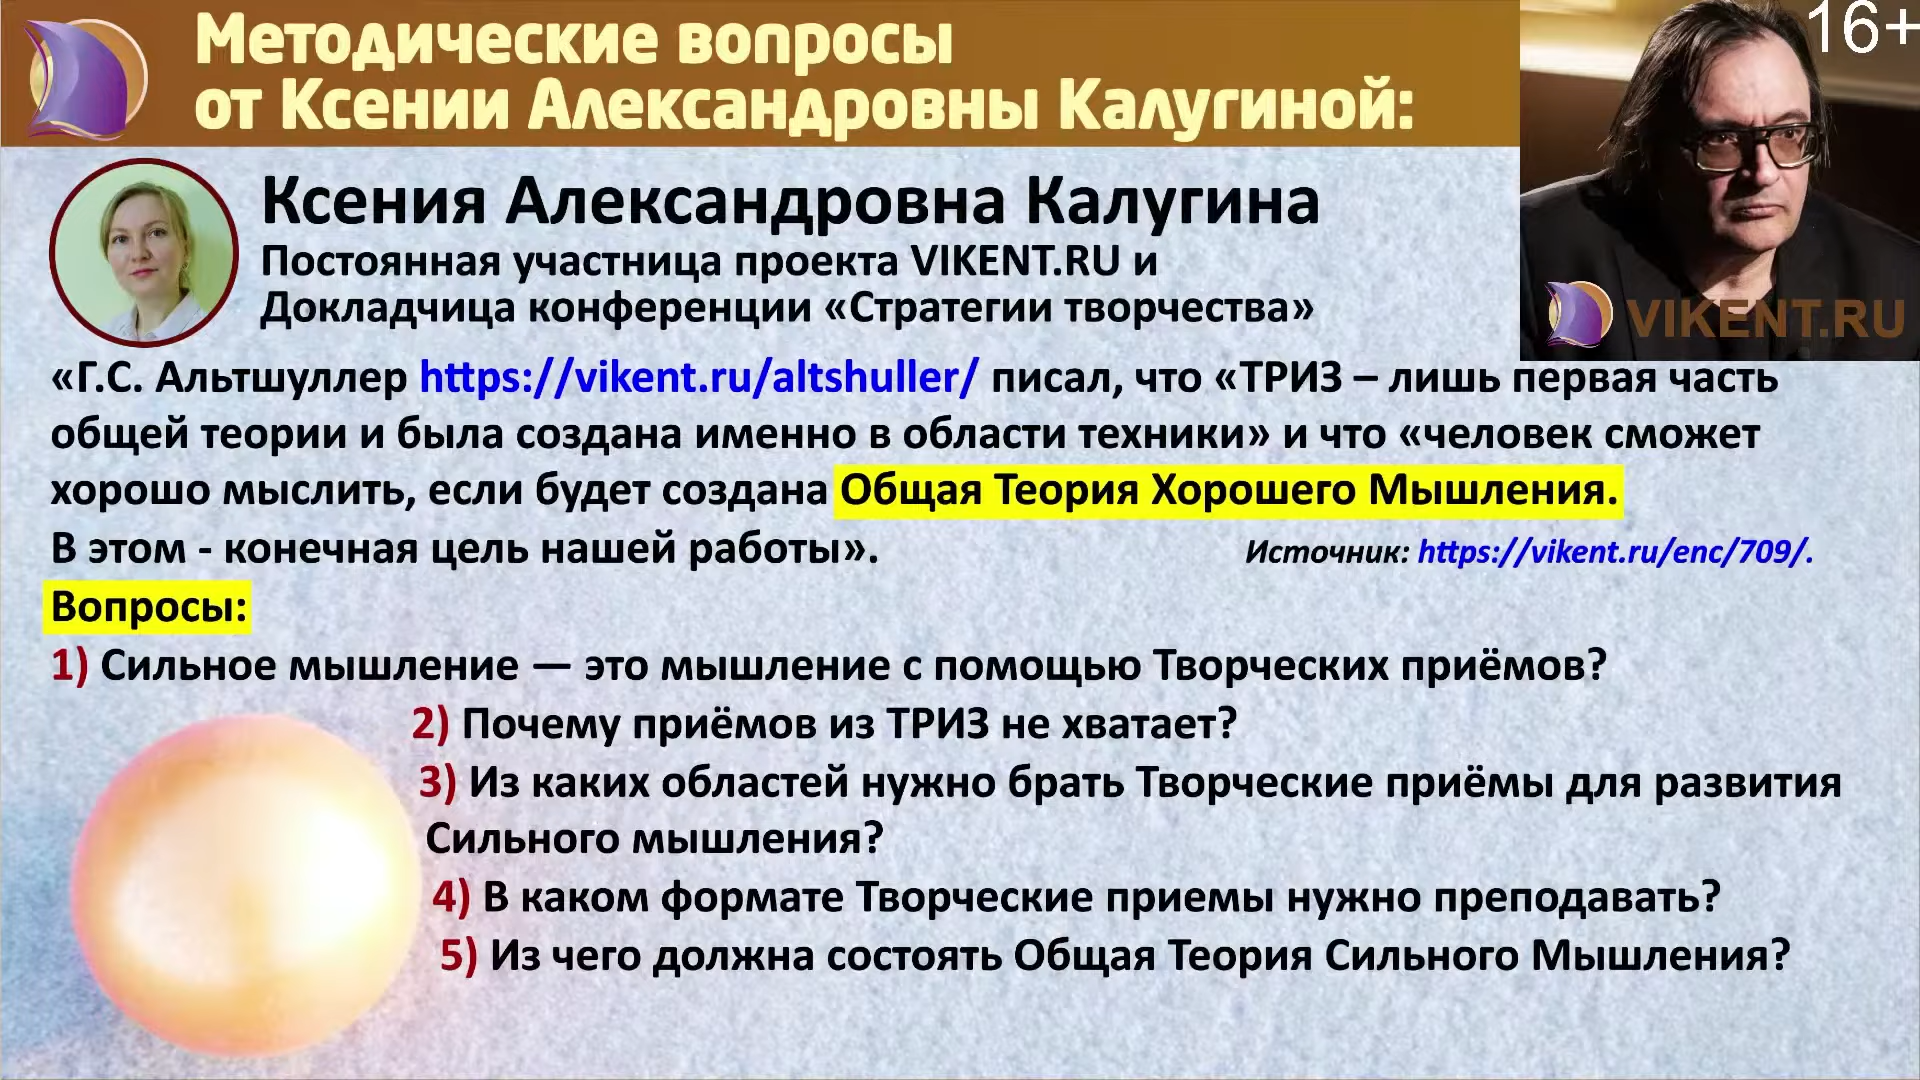 Методические вопросы
от Ксении Александровны Калугиной:
16+
Ксения Александровна Калугина
Постоянная участница проекта VIKENT.RU и
Докладчица конференции «Стратегии творчества»
VIKENT.RU
«Г.С. Альтшуллер https://vikent.ru/altshuller/ писал, что «ТРИЗ – лишь первая часть
общей теории и была создана именно в области техники» и что «человек сможет
хорошо мыслить, если будет создана Общая Теория Хорошего Мышления.
В этом - конечная цель нашей работы». Источник: https://vikent.ru/enc/709/.
Вопросы:
1) Сильное мышление — это мышление с помощью Творческих приёмов?
2) Почему приёмов из ТРИЗ не хватает?
3) Из каких областей нужно брать Творческие приёмы для развития
Сильного мышления?
4) В каком формате Творческие приемы нужно преподавать?
5) Из чего должна состоять Общая Теория Сильного Мышления?